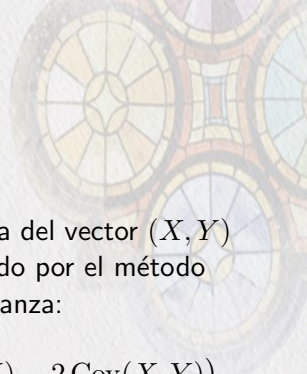 a del vector (X, Y)
do por el método
anza:
) − 2 Cov(X, Y))